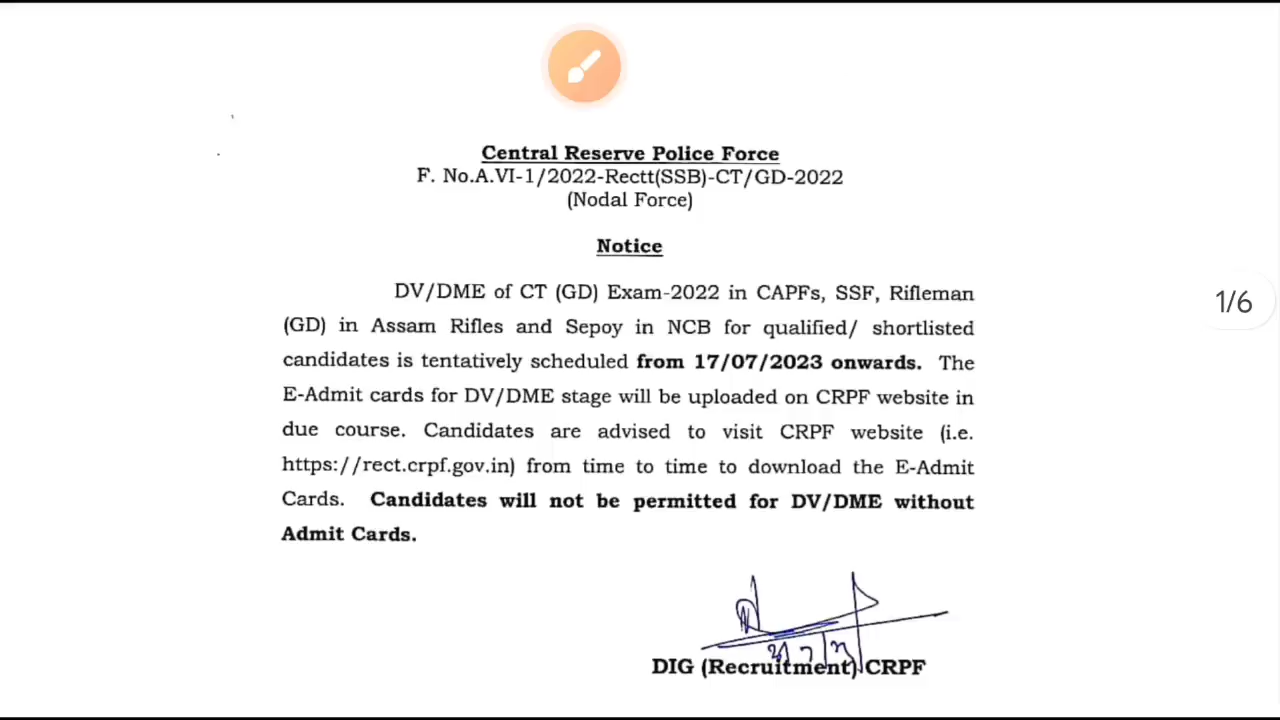 Central Reserve Police Force
F. No.A.VI-1/2022-Rectt(SSB)-CT/GD-2022
(Nodal Force)
Notice
DV/DME of CT (GD) Exam-2022 in CAPFs, SSF, Rifleman
(GD) in Assam Rifles and Sepoy in NCB for qualified/ shortlisted
candidates is tentatively scheduled from 17/07/2023 onwards. The
E-Admit cards for DV/DME stage will be uploaded on CRPF website in
due course. Candidates are advised to visit CRPF website (i.e.
https://rect.crpf.gov.in) from time to time to download the E-Admit
Cards. Candidates will not be permitted for DV/DME without
Admit Cards.
DIG (Recruitment) CRPF
1/6